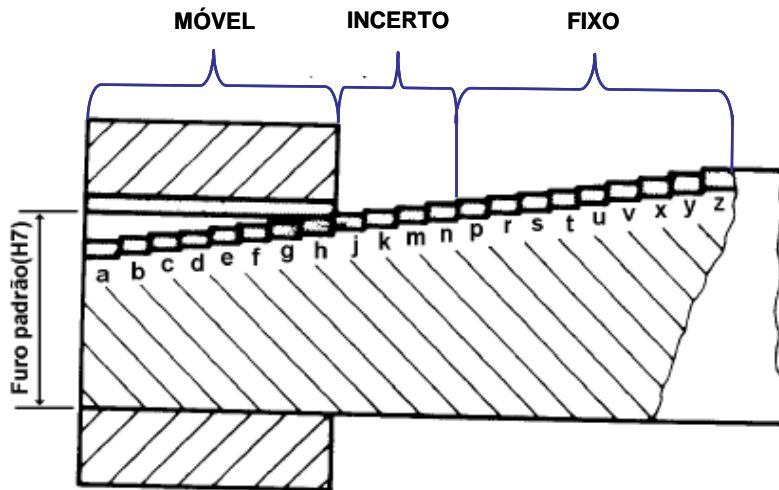 MÓVEL INCERTO FIXO
Furo padrão(H7)
a b c d e f g h j k m n p r s t u v x y z